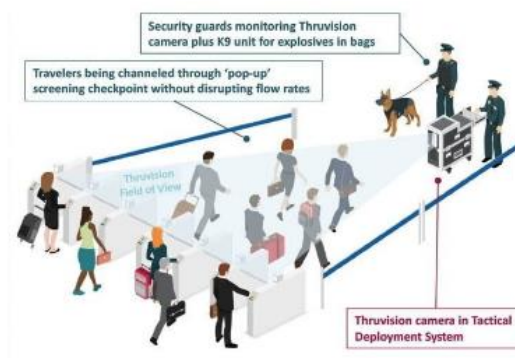 Security guards monitoring Thruvision
camera plus K9 unit for explosives in bags
Travelers being channeled through ‘pop-up’
screening checkpoint without disrupting flow rates
Thruvision
Field of View
Thruvision camera in Tactical
Deployment System